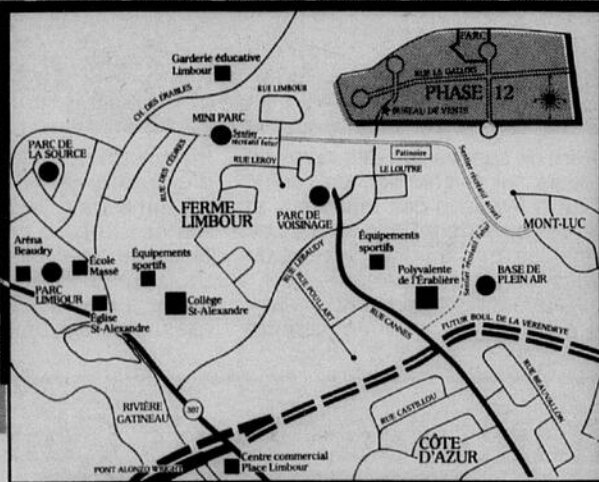 Garderie éducative
Limbour
CH. DES ÉRABLES
RUE LIMBOUR
PARC
RUE LE GALLOIS
PHASE 12
BUREAU DE VENTE
MINI PARC
Sentier
récréatif futur
PARC DE
LA SOURCE
RUE DES CÈDRES
RUE LEROY
Patinoire
LE LOUTRE
Sentier récréatif actuel
FERME
LIMBOUR
PARC DE
VOISINAGE
MONT-LUC
Aréna
Beaudry
École
Massé
Équipements
sportifs
RUE LEBAUDY
Équipements
sportifs
Sentier récréatif futur
PARC
LIMBOUR
Collège
St-Alexandre
RUE POULLART
Polyvalente
de l'Érablière
BASE DE
PLEIN AIR
Église
St-Alexandre
RUE CANNES
FUTUR BOUL. DE LA VERENDRYE
RIVIÈRE
GATINEAU
307
RUE CASTILLOU
RUE BEAUVALLON
CÔTE
D'AZUR
PONT ALONZO WRIGHT
Centre commercial
Place Limbour